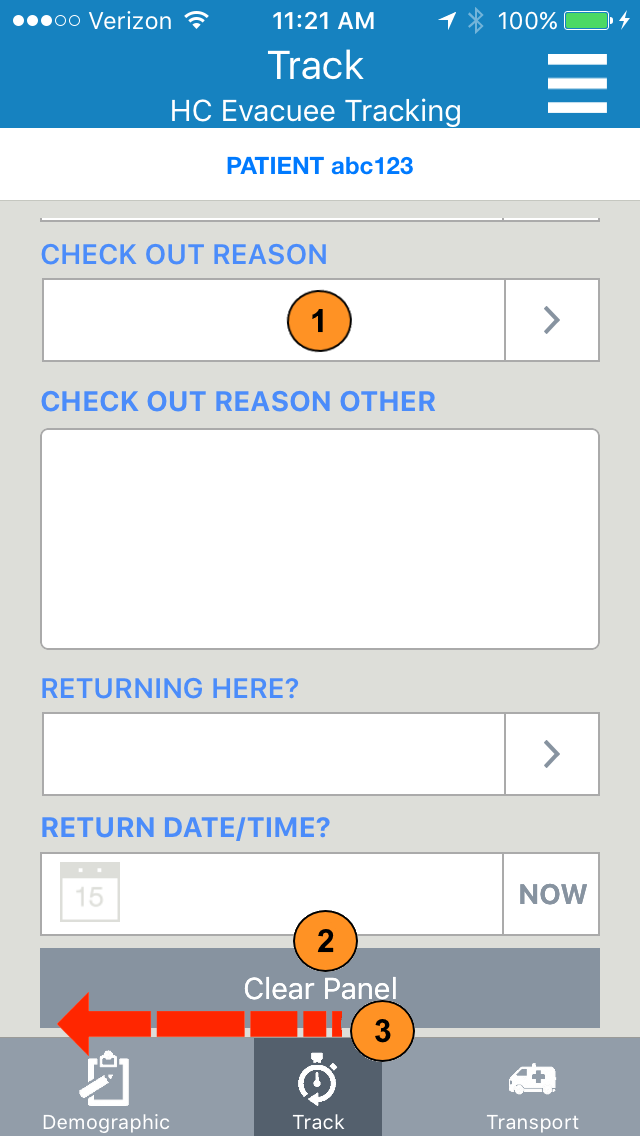 Verizon 11:21 AM 100%
Track
HC Evacuee Tracking
PATIENT abc123
CHECK OUT REASON
1
CHECK OUT REASON OTHER
RETURNING HERE?
RETURN DATE/TIME?
15 NOW
2
Clear Panel
3
Demographic Track Transport